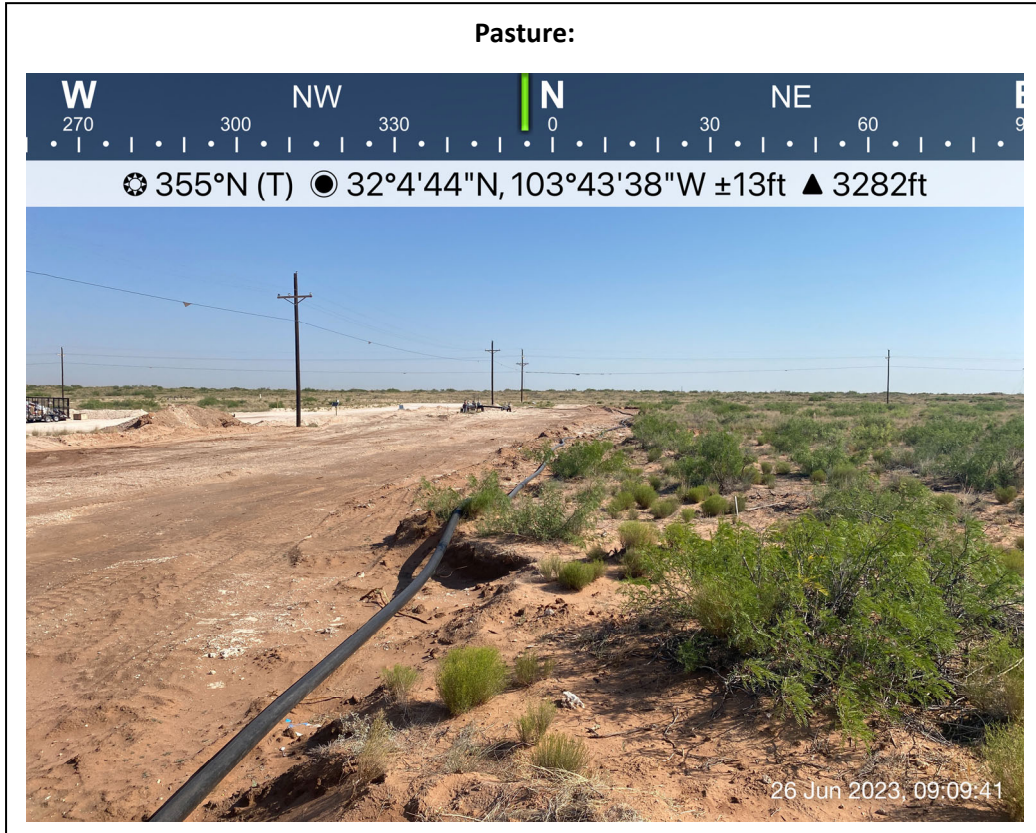 Pasture:
W NW N NE E
270 300 330 0 30 60 9
355°N (T) 32°4'44"N, 103°43'38"W ±13ft ▲ 3282ft
26 Jun 2023, 09:09:41